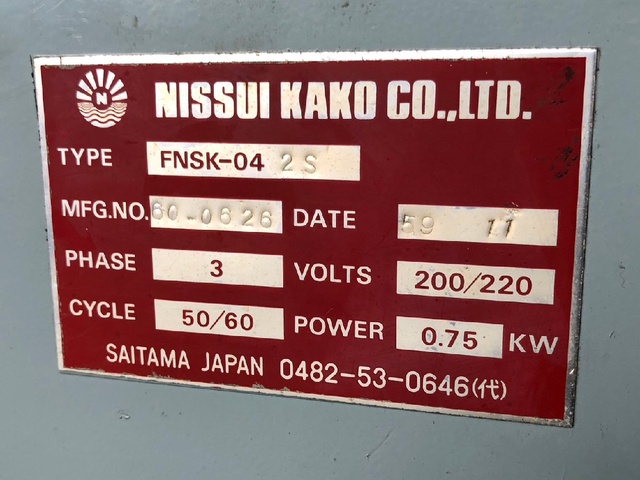 N
NISSUI KAKO CO.,LTD.
TYPE FNSK-04 2S
MFG.NO. 60-0626 DATE 59 11
PHASE 3 VOLTS 200/220
CYCLE 50/60 POWER 0.75 KW
SAITAMA JAPAN 0482-53-0646(代)